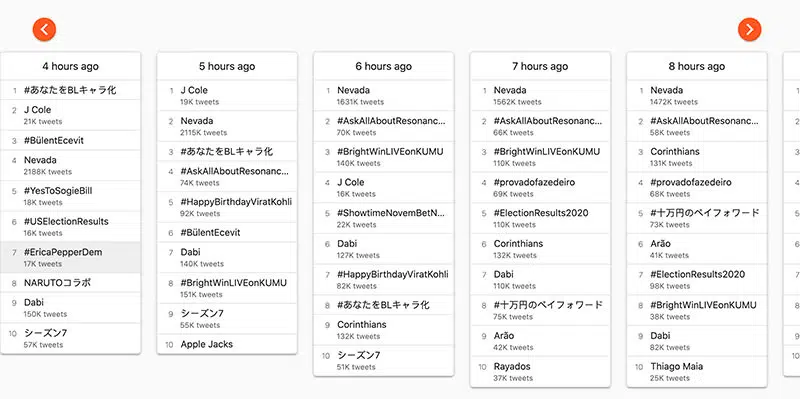 4 hours ago
1 #あなたをBLキャラ化
2 J Cole
21K tweets
3 #BülentEcevit
4 Nevada
2188K tweets
5 #YesToSogieBill
18K tweets
6 #USElectionResults
16K tweets
7 #EricaPepperDem
17K tweets
8 NARUTOコラボ
9 Dabi
150K tweets
10 シーズン7
57K tweets
5 hours ago
1 J Cole
19K tweets
2 Nevada
2115K tweets
3 #あなたをBLキャラ化
4 #AskAllAboutResonanc...
74K tweets
5 #HappyBirthdayViratKohli
92K tweets
6 #BülentEcevit
7 Dabi
140K tweets
8 #BrightWinLIVEonKUMU
151K tweets
9 シーズン7
55K tweets
10 Apple Jacks
6 hours ago
1 Nevada
1631K tweets
2 #AskAllAboutResonanc...
70K tweets
3 #BrightWinLIVEonKUMU
140K tweets
4 J Cole
16K tweets
5 #ShowtimeNovemBetN...
22K tweets
6 Dabi
127K tweets
7 #HappyBirthdayViratKohli
82K tweets
8 #あなたをBLキャラ化
9 Corinthians
132K tweets
10 シーズン7
51K tweets
7 hours ago
1 Nevada
1562K tweets
2 #AskAllAboutResonanc...
66K tweets
3 #BrightWinLIVEonKUMU
110K tweets
4 #provadofazedeiro
69K tweets
5 #ElectionResults2020
110K tweets
6 Corinthians
132K tweets
7 Dabi
110K tweets
8 #十万円のペイフォワード
75K tweets
9 Arão
42K tweets
10 Rayados
37K tweets
8 hours ago
1 Nevada
1472K tweets
2 #AskAllAboutResonanc...
58K tweets
3 Corinthians
131K tweets
4 #provadofazedeiro
68K tweets
5 #十万円のペイフォワード
73K tweets
6 Arão
41K tweets
7 #ElectionResults2020
98K tweets
8 #BrightWinLIVEonKUMU
38K tweets
9 Dabi
82K tweets
10 Thiago Maia
25K tweets